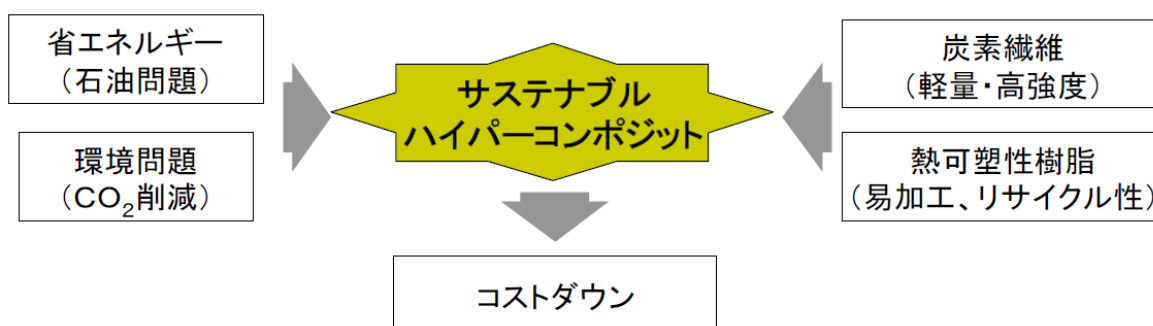 省エネルギー
(石油問題)
環境問題
(CO₂削減)
サステナブル
ハイパーコンポジット
炭素繊維
(軽量・高強度)
熱可塑性樹脂
(易加工、リサイクル性)
コストダウン